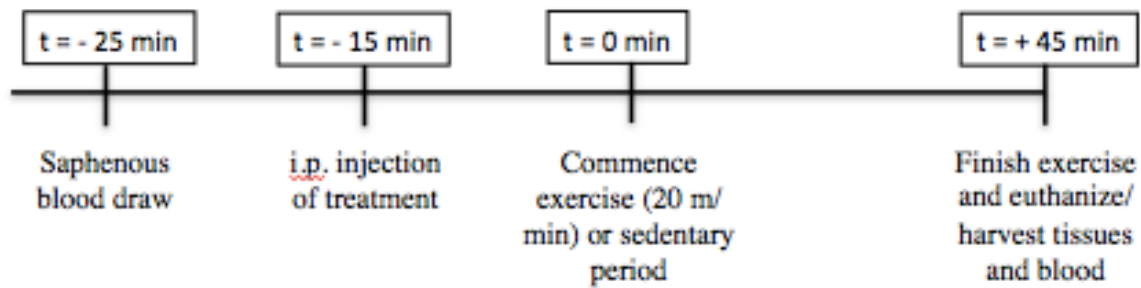 t = - 25 min
t = - 15 min
t = 0 min
t = + 45 min
Saphenous
blood draw
i.p. injection
of treatment
Commence
exercise (20 m/
min) or sedentary
period
Finish exercise
and euthanize/
harvest tissues
and blood